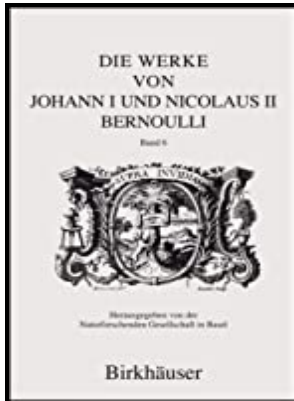 DIE WERKE
VON
JOHANN I UND NICOLAUS II
BERNOULLI
Band 6
SUPRA INVIDIAM
Herausgegeben von der
Naturforschenden Gesellschaft in Basel
Birkhäuser